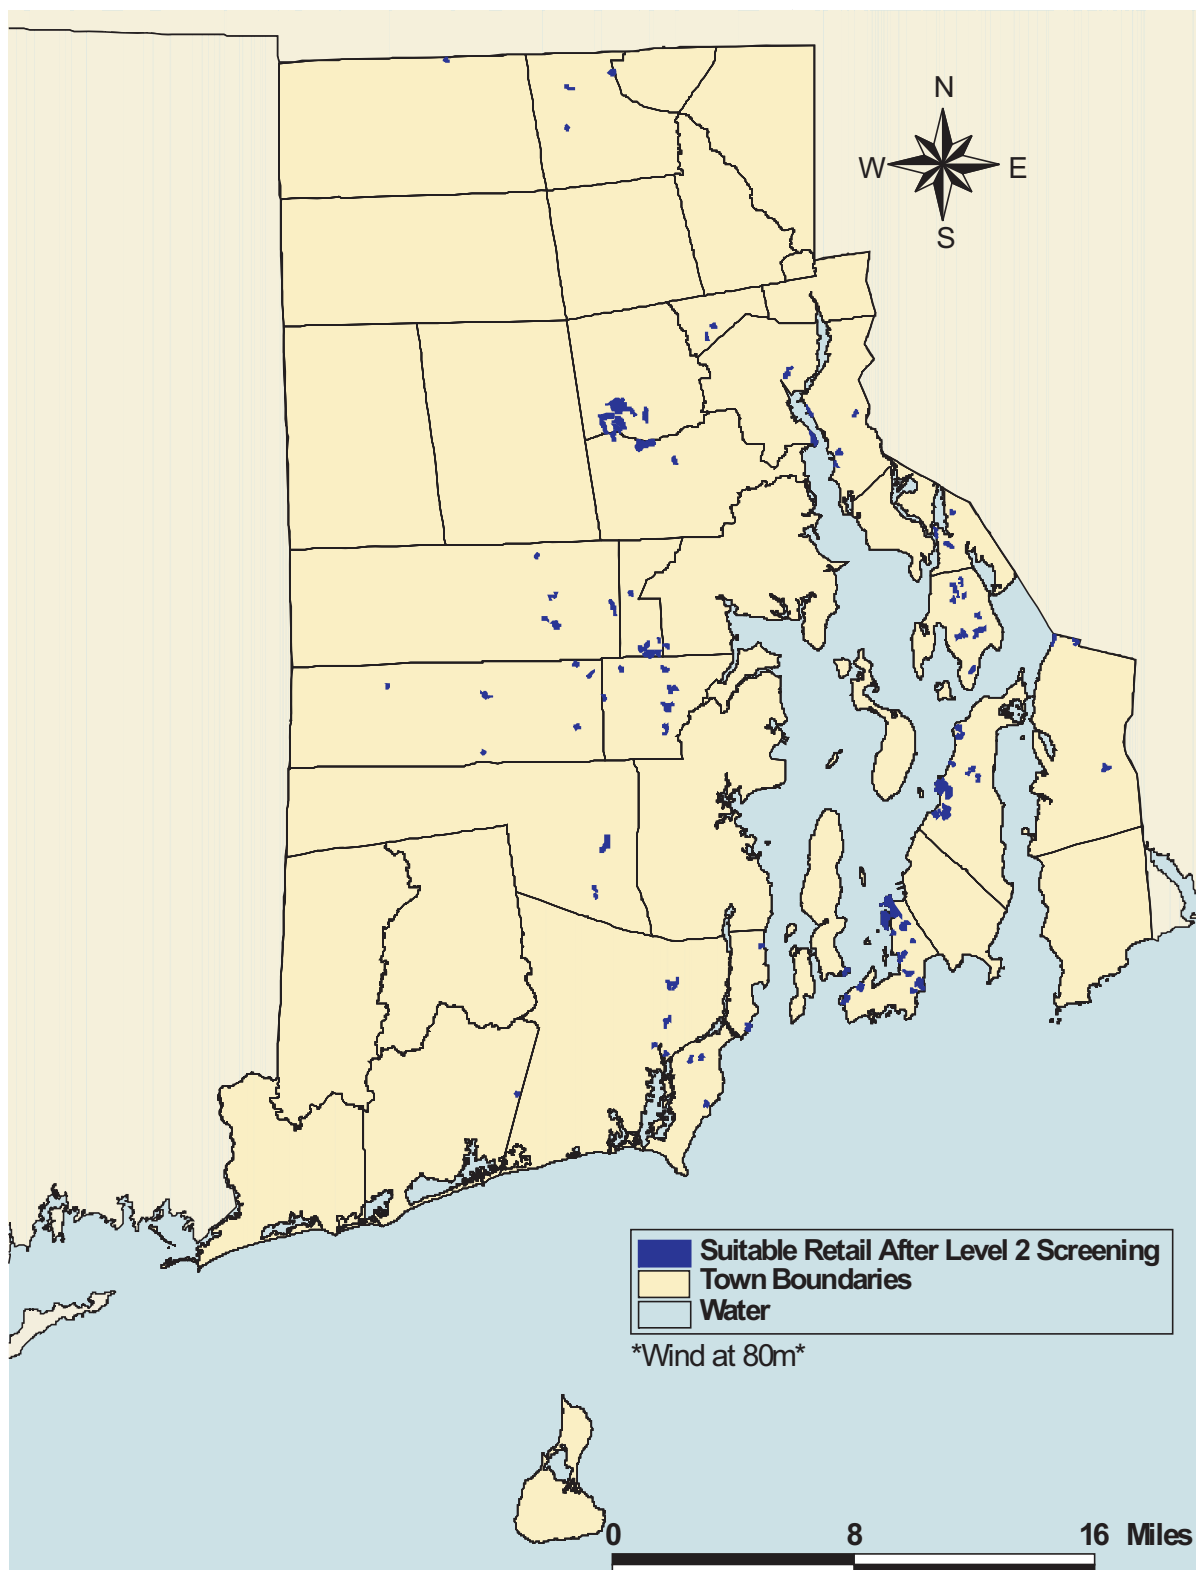 N
W E
S
Suitable Retail After Level 2 Screening
Town Boundaries
Water
*Wind at 80m*
0 8 16 Miles